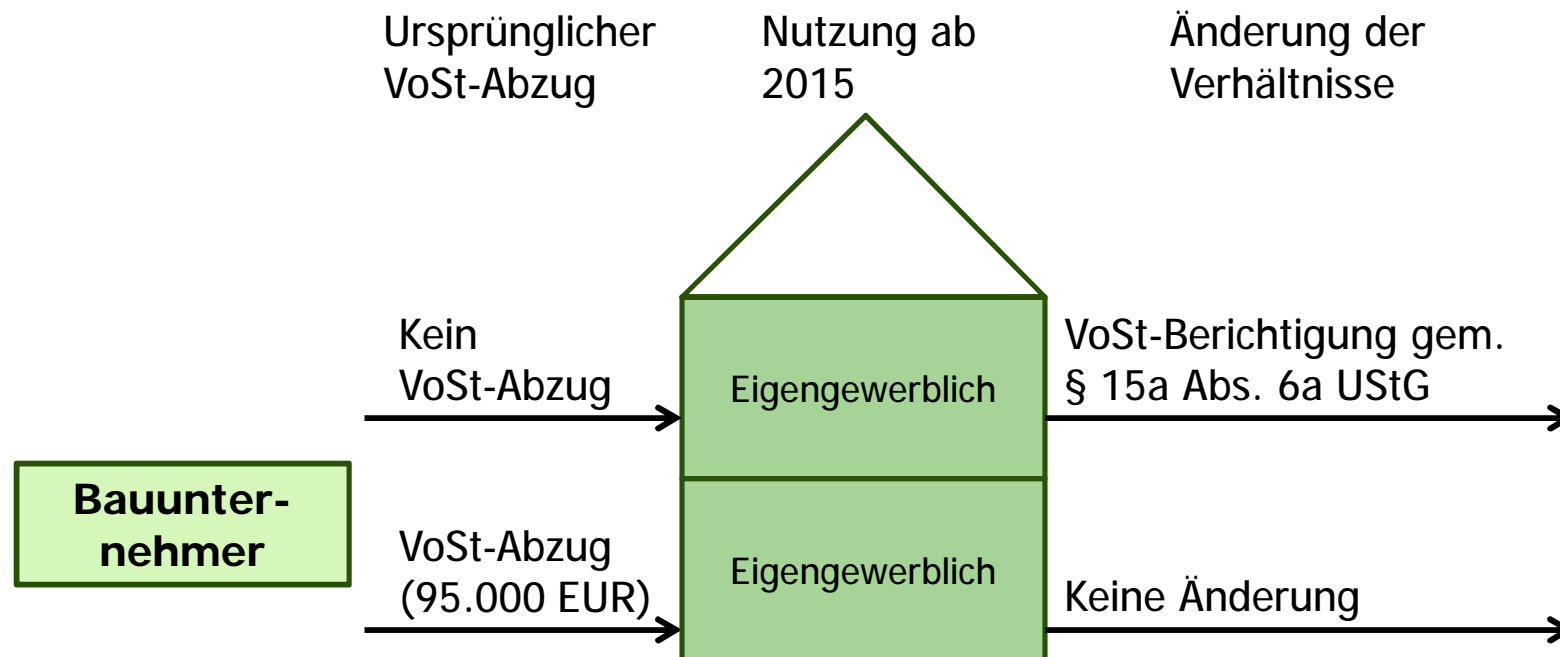 Ursprünglicher
VoSt-Abzug
Nutzung ab
2015
Änderung der
Verhältnisse
Kein
VoSt-Abzug
Eigengewerblich
VoSt-Berichtigung gem.
§ 15a Abs. 6a UStG
Bauunter-
nehmer
VoSt-Abzug
(95.000 EUR)
Eigengewerblich
Keine Änderung